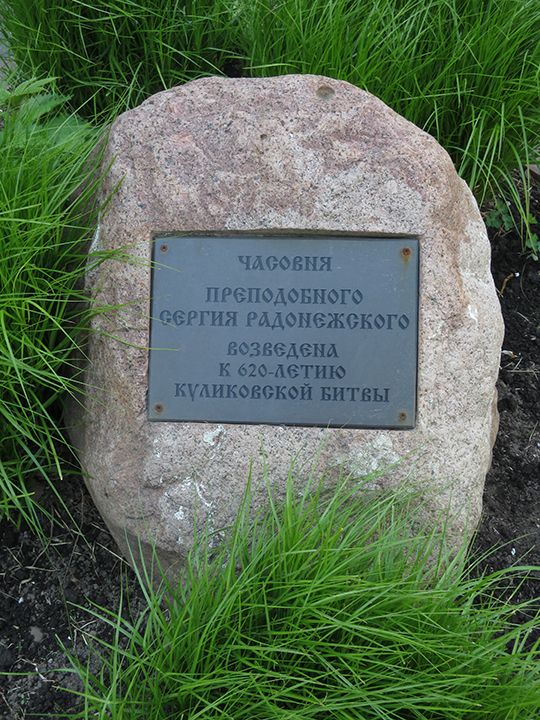 ЧАСОВНЯ
ПРЕПОДОБНОГО
СЕРГИЯ РАДОНЕЖСКОГО
ВОЗВЕДЕНА
К 620-ЛЕТИЮ
КУЛИКОВСКОЙ БИТВЫ